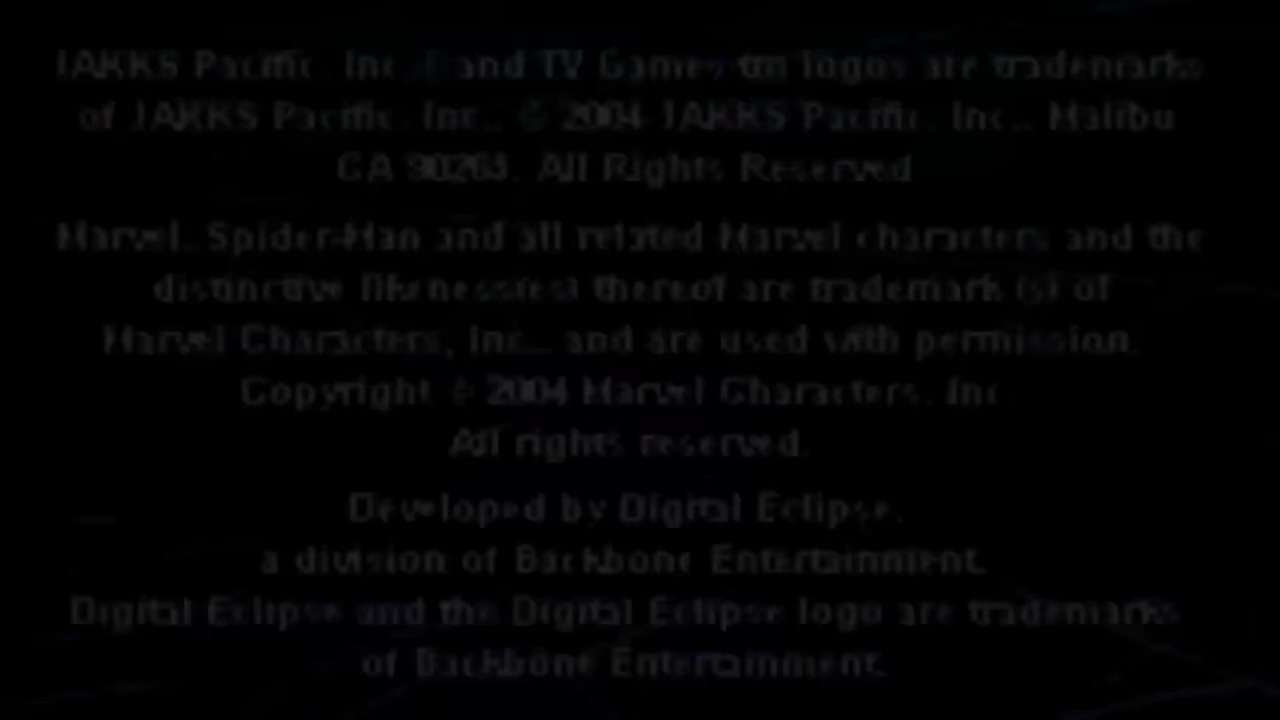 JAKKS Pacific, Inc. and TV Games tm logos are trademarks
of JAKKS Pacific, Inc.. © 2004 JAKKS Pacific, Inc.. Malibu
CA 90265. All Rights Reserved
Marvel, Spider-Man and all related Marvel characters and the
distinctive likeness(es) thereof are trademark (s) of
Marvel Characters, Inc.. and are used with permission.
Copyright © 2004 Marvel Characters, Inc
All rights reserved.
Developed by Digital Eclipse,
a division of Backbone Entertainment.
Digital Eclipse and the Digital Eclipse logo are trademarks
of Backbone Entertainment.